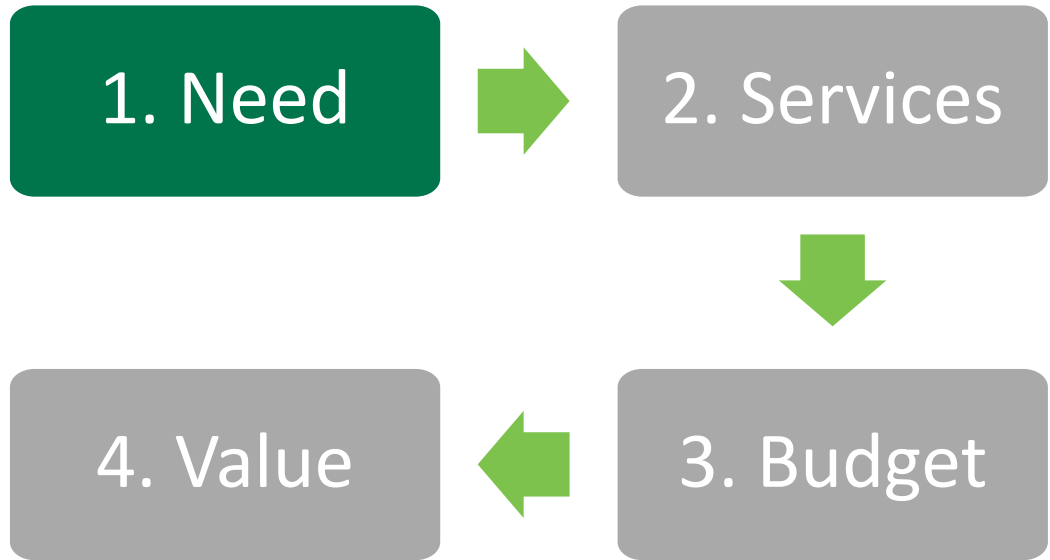 1. Need
2. Services
3. Budget
4. Value